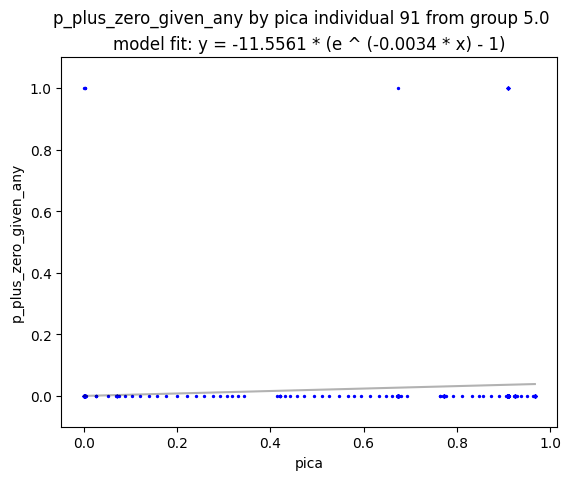 p_plus_zero_given_any by pica individual 91 from group 5.0
model fit: y = -11.5561 * (e ^ (-0.0034 * x) - 1)
1.0
0.8
0.6
0.4
0.2
0.0
p_plus_zero_given_any
0.0 0.2 0.4 0.6 0.8 1.0
pica